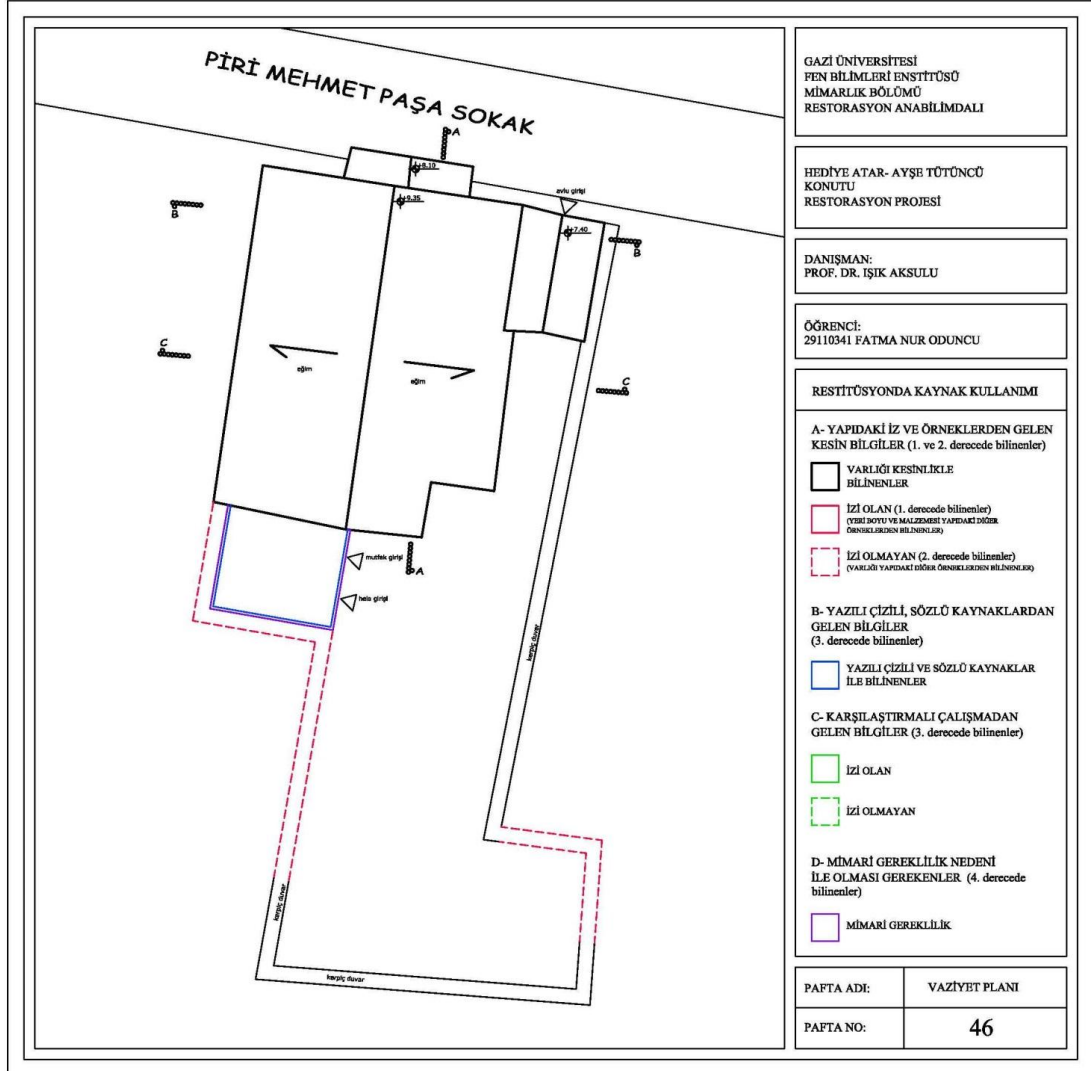 PİRİ MEHMET PAŞA SOKAK
A
+8.10
+9.35
avlu girişi
+7.40
B
B
C
C
eğim
eğim
mutfak girişi
A
hela girişi
kerpiç duvar
kerpiç duvar
kerpiç duvar
GAZİ ÜNİVERSİTESİ
FEN BİLİMLERİ ENSTİTÜSÜ
MİMARLIK BÖLÜMÜ
RESTORASYON ANABİLİMDALI
HEDİYE ATAR- AYŞE TÜTÜNCÜ
KONUTU
RESTORASYON PROJESİ
DANIŞMAN:
PROF. DR. IŞIK AKSULU
ÖĞRENCİ:
29110341 FATMA NUR ODUNCU
RESTİTÜSYONDA KAYNAK KULLANIMI
A- YAPIDAKİ İZ VE ÖRNEKLERDEN GELEN
KESİN BİLGİLER (1. ve 2. derecede bilinenler)
VARLIĞI KESİNLİKLE
BİLİNENLER
İZİ OLAN (1. derecede bilinenler)
(YERİ BOYU VE MALZEMESİ YAPIDAKİ DİĞER
ÖRNEKLERDEN BİLİNENLER)
İZİ OLMAYAN (2. derecede bilinenler)
(VARLIĞI YAPIDAKİ DİĞER ÖRNEKLERDEN BİLİNENLER)
B- YAZILI ÇİZİLİ, SÖZLÜ KAYNAKLARDAN
GELEN BİLGİLER
(3. derecede bilinenler)
YAZILI ÇİZİLİ VE SÖZLÜ KAYNAKLAR
İLE BİLİNENLER
C- KARŞILAŞTIRMALI ÇALIŞMADAN
GELEN BİLGİLER (3. derecede bilinenler)
İZİ OLAN
İZİ OLMAYAN
D- MİMARİ GEREKLİLİK NEDENİ
İLE OLMASI GEREKENLER (4. derecede
bilinenler)
MİMARİ GEREKLİLİK
PAFTA ADI:
VAZİYET PLANI
PAFTA NO:
46